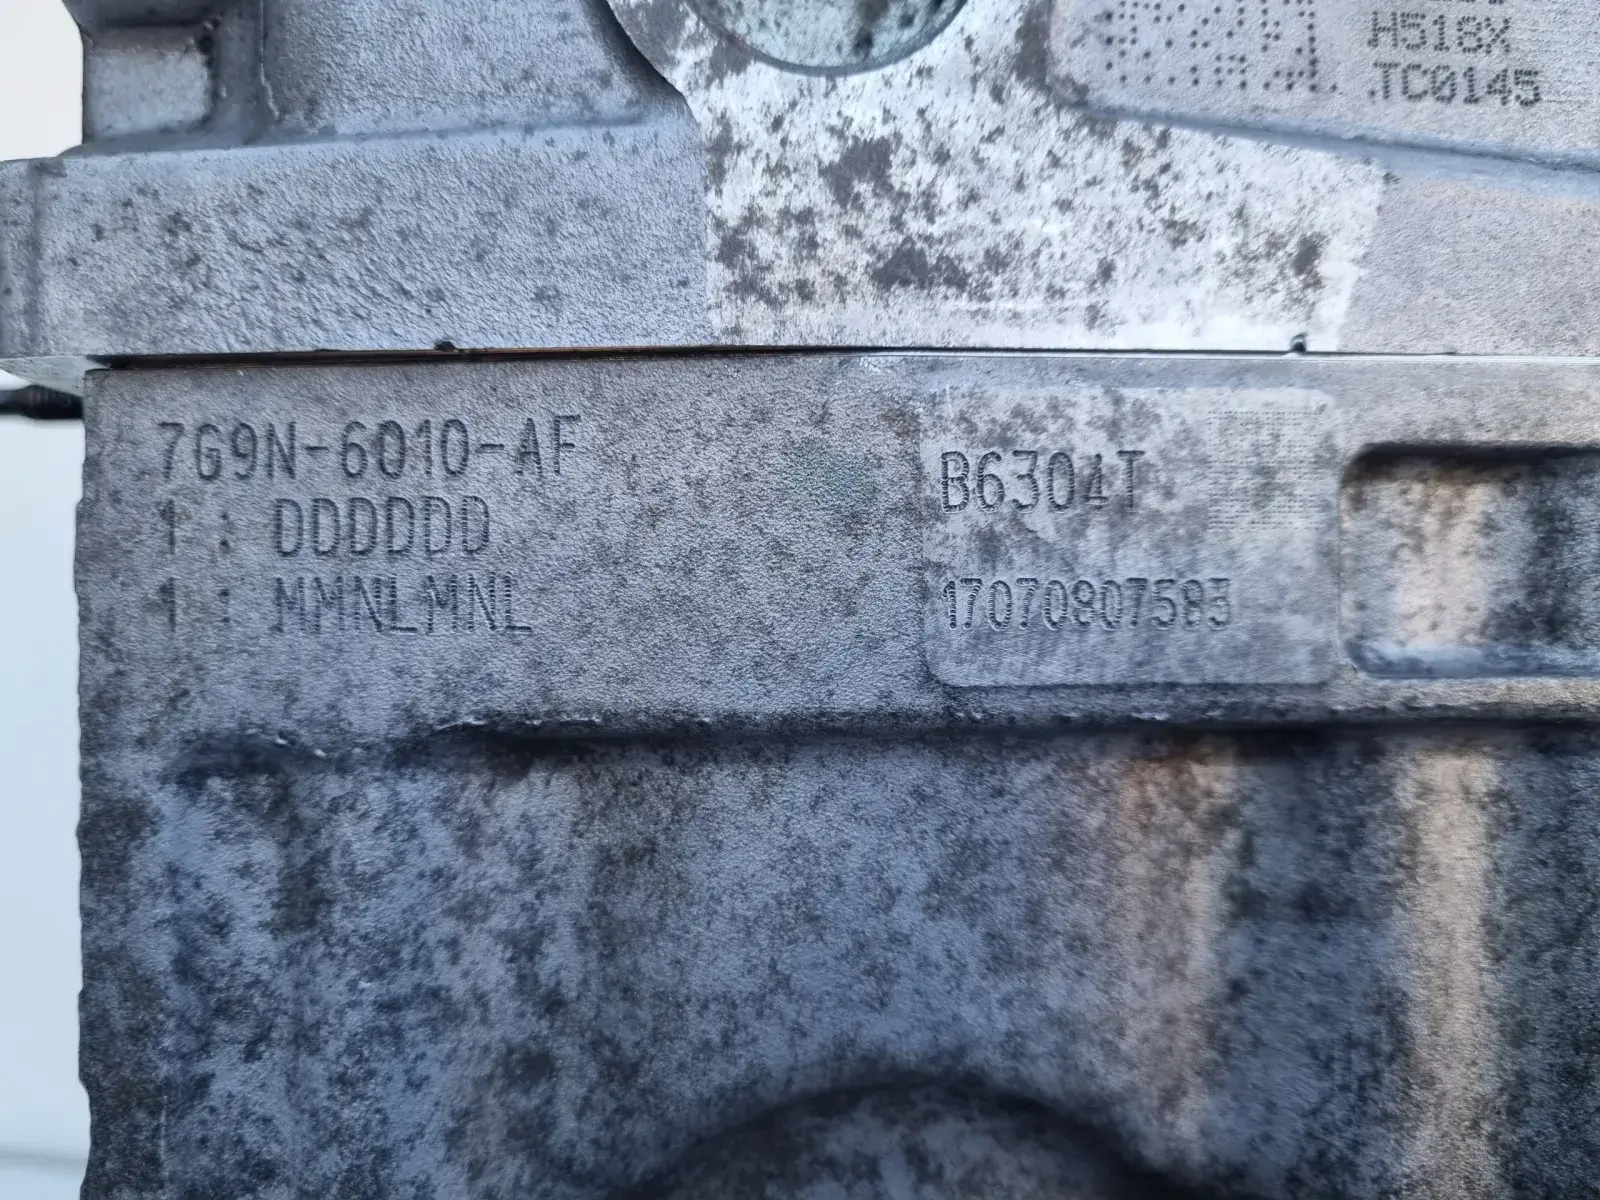 H518X
.TC0145
7G9N-6010-AF
1 : DDDDDD
1 : MMNLMNL
B6304T
17070807583